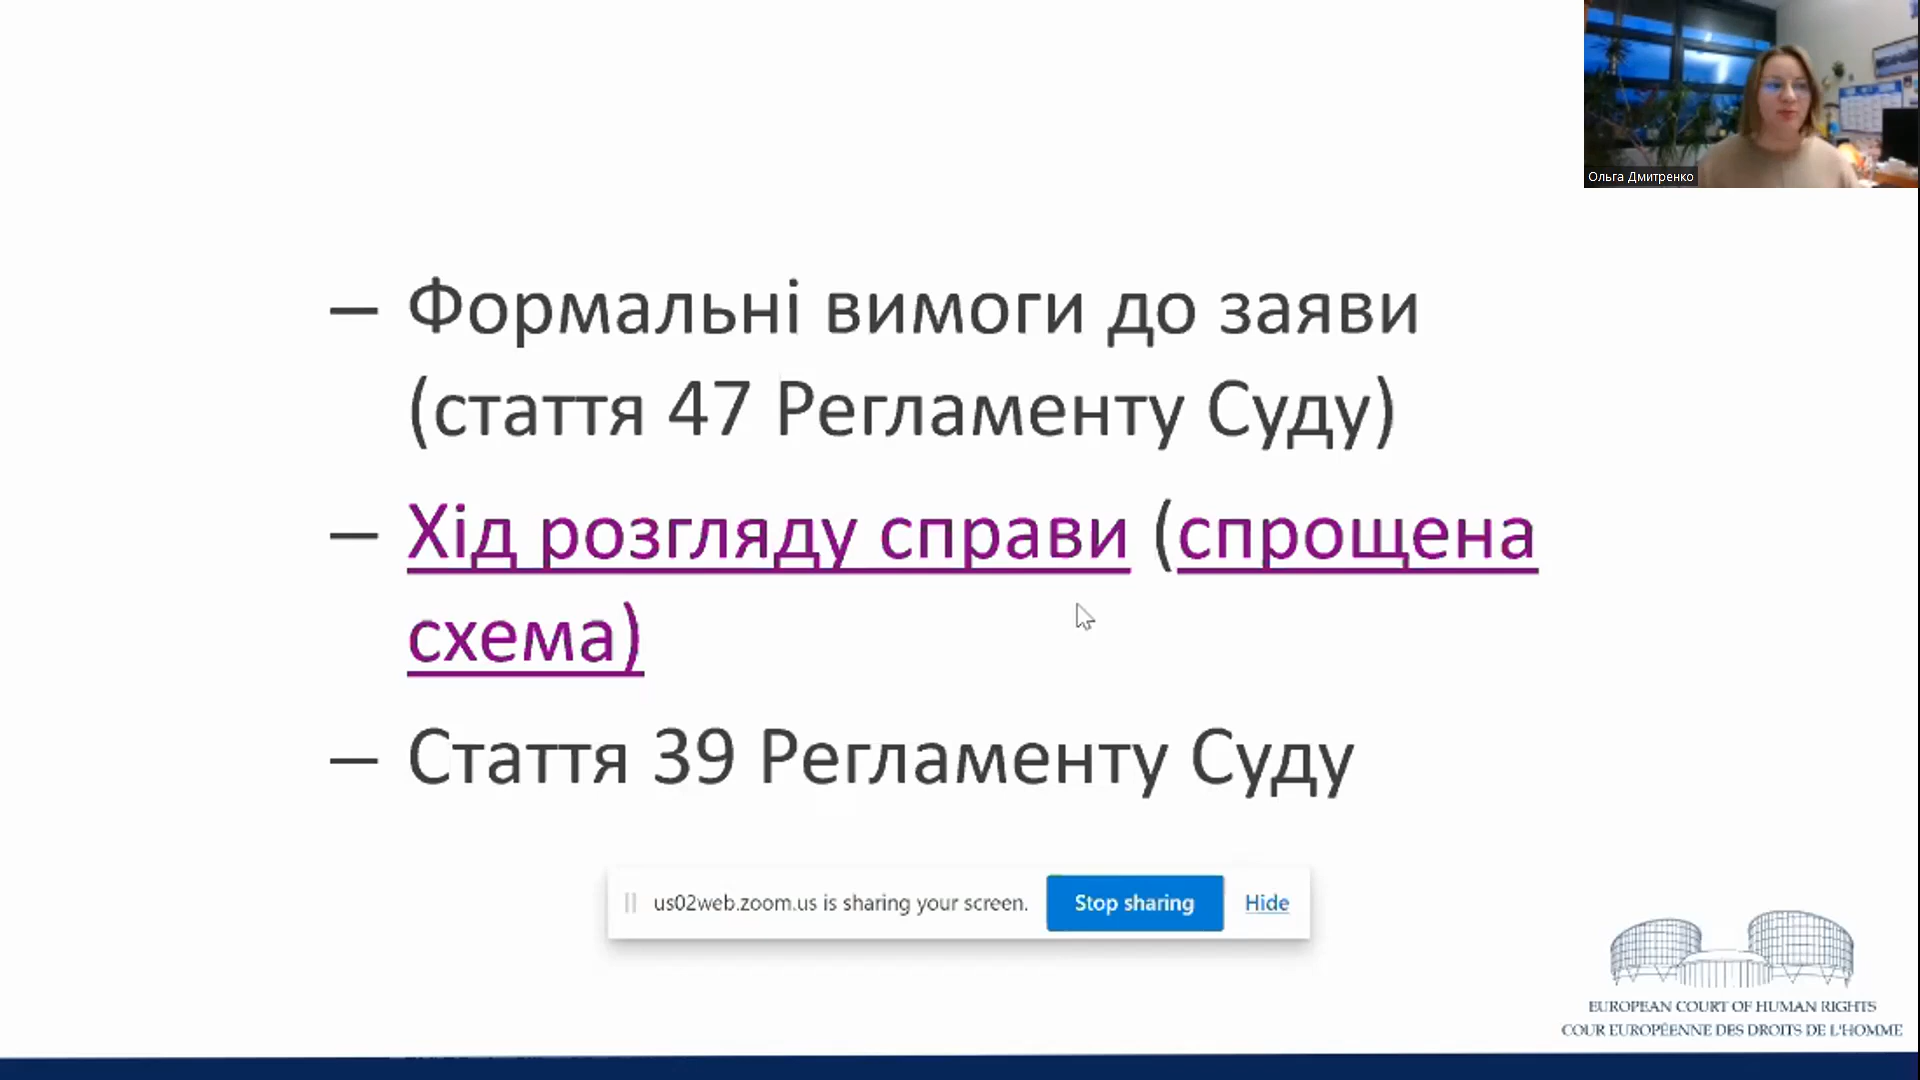 Ольга Дмитренко
— Формальні вимоги до заяви
(стаття 47 Регламенту Суду)
— Хід розгляду справи (спрощена
схема)
— Стаття 39 Регламенту Суду
us02web.zoom.us is sharing your screen. Stop sharing Hide
EUROPEAN COURT OF HUMAN RIGHTS
COUR EUROPÉENNE DES DROITS DE L'HOMME